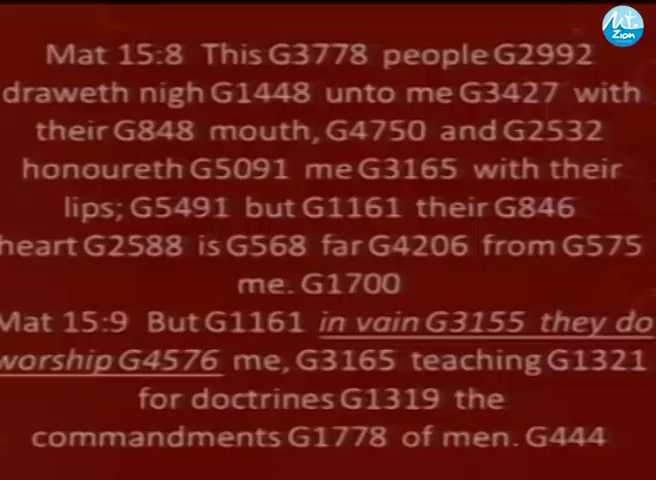 Mt. Zion
Mat 15:8 This G3778 people G2992
draweth nigh G1448 unto me G3427 with
their G848 mouth, G4750 and G2532
honoureth G5091 me G3165 with their
lips; G5491 but G1161 their G846
heart G2588 is G568 far G4206 from G575
me. G1700
Mat 15:9 But G1161 in vain G3155 they do
worship G4576 me, G3165 teaching G1321
for doctrines G1319 the
commandments G1778 of men. G444